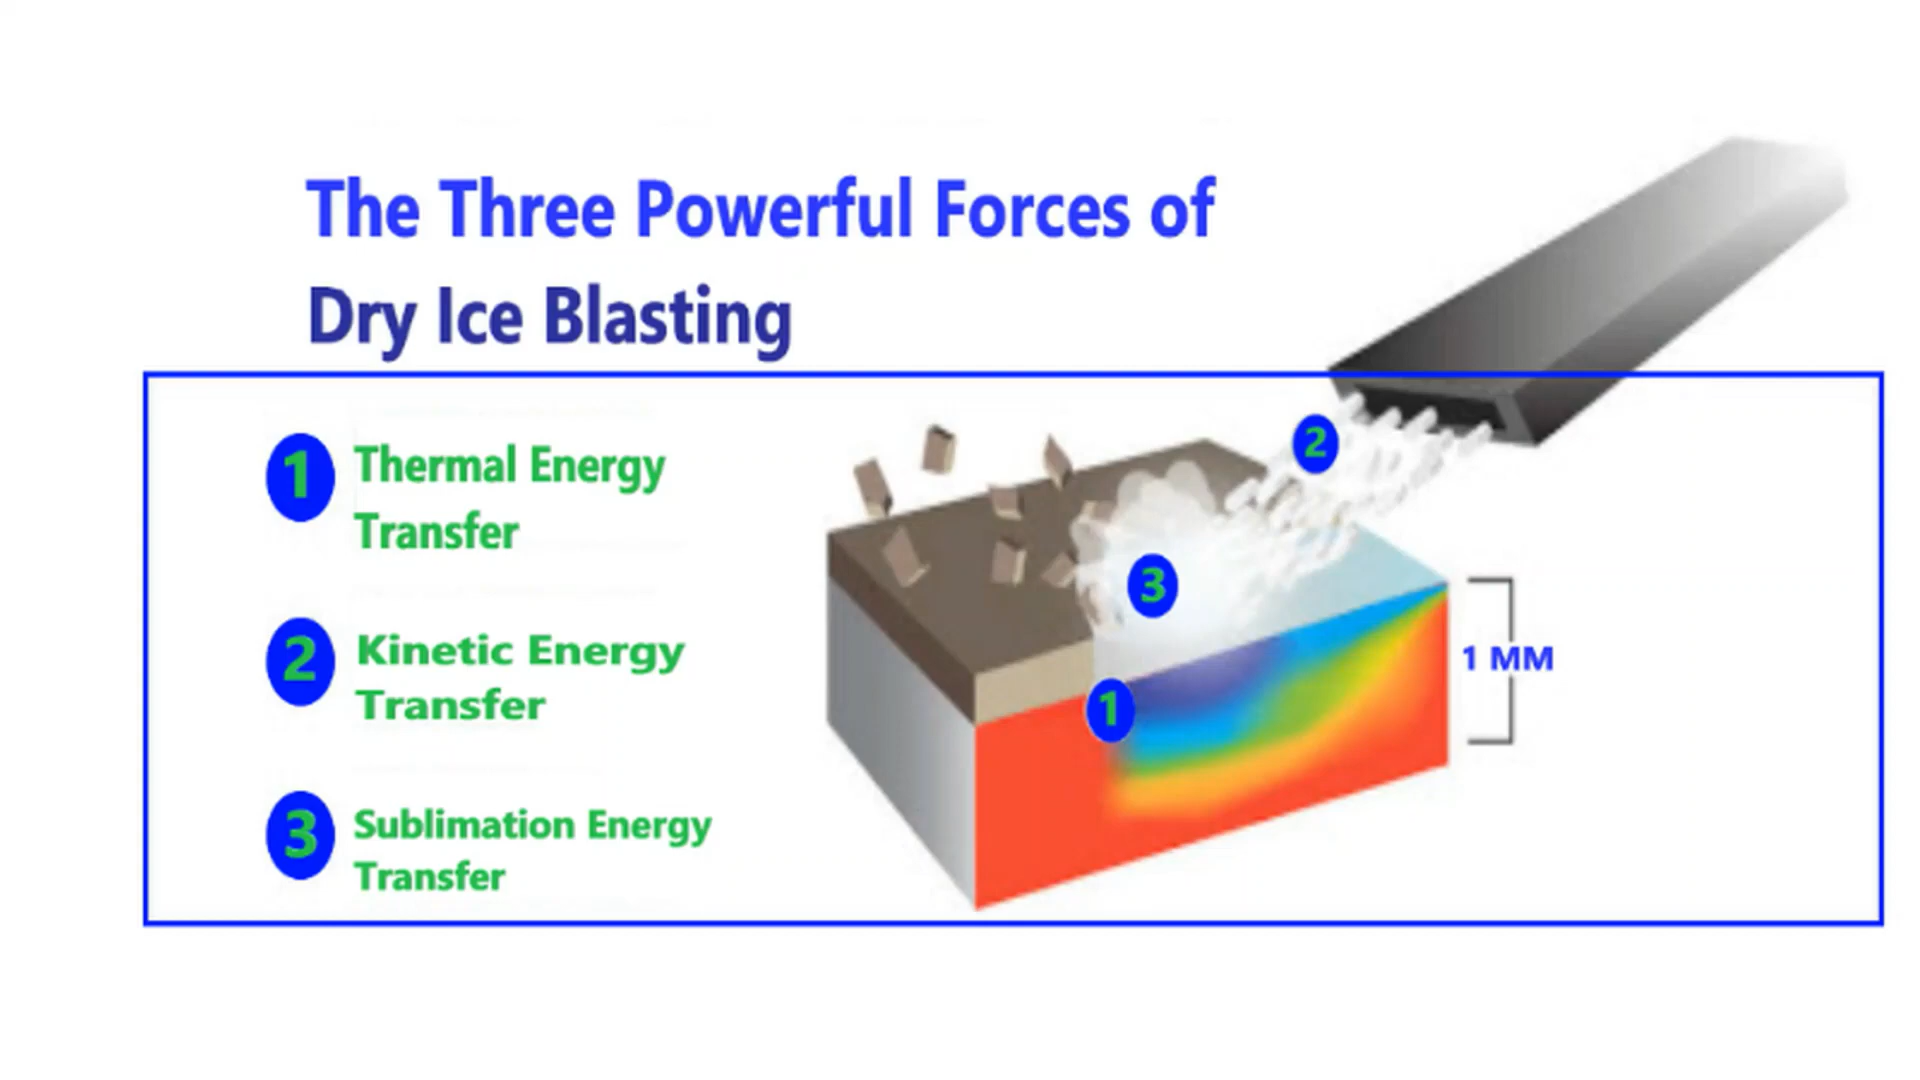 The Three Powerful Forces of
Dry Ice Blasting
1 Thermal Energy
Transfer
2 Kinetic Energy
Transfer
3 Sublimation Energy
Transfer
2
3
1
1 MM